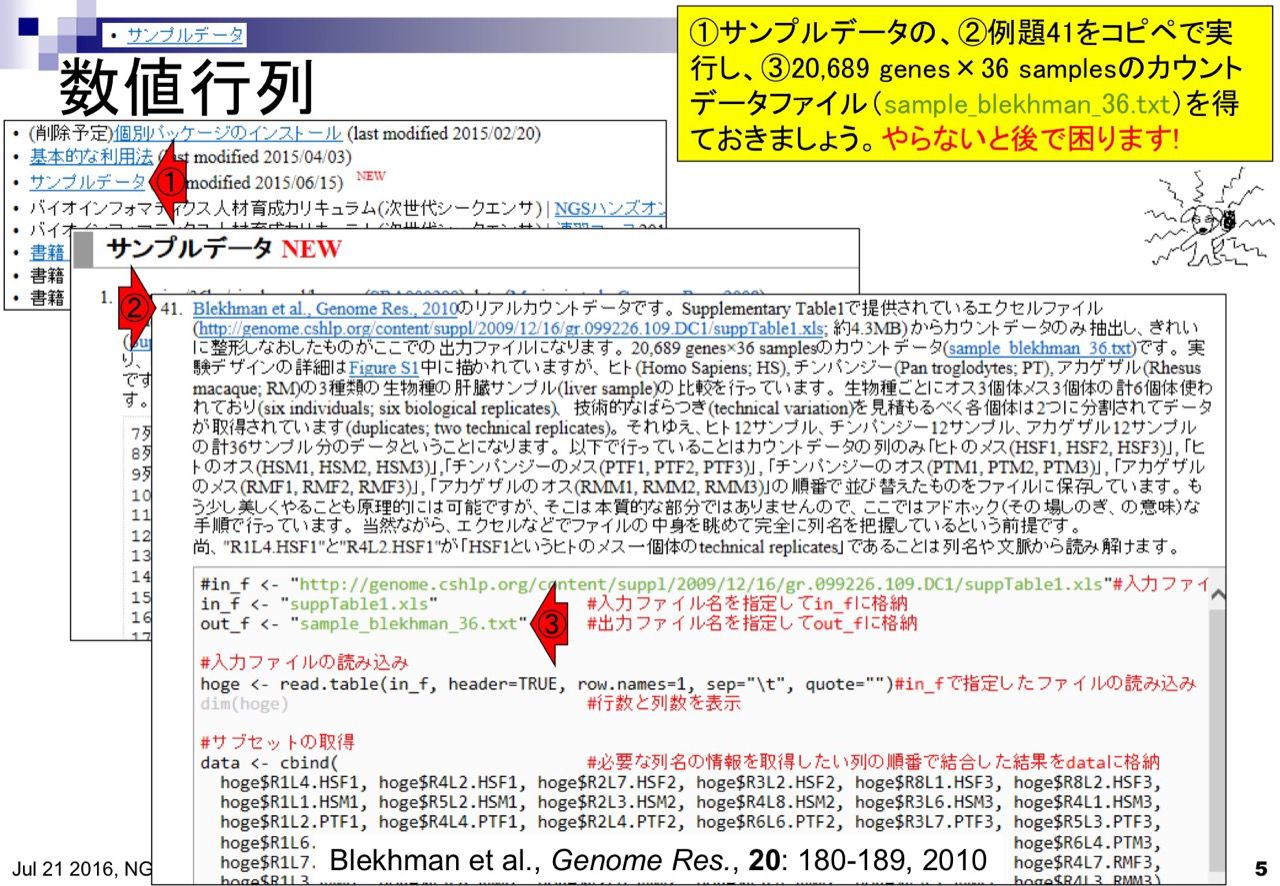 • サンプルデータ
数値行列
①サンプルデータの、②例題41をコピペで実
行し、③20,689 genes×36 samplesのカウント
データファイル（sample_blekhman_36.txt）を得
ておきましょう。やらないと後で困ります!
• (削除予定)個別パッケージのインストール (last modified 2015/02/20)
• 基本的な利用法 (last modified 2015/04/03)
• サンプルデータ ① modified 2015/06/15) NEW
• バイオインフォマティクス人材育成カリキュラム(次世代シークエンサ) | NGSハンズオン
• 書籍
• 書籍
• 書籍
サンプルデータ NEW
1.
②
り、
です
す。
7列
8列
9列
10
11
12
13
14
15
16
17
41. Blekhman et al., Genome Res., 2010のリアルカウントデータです。Supplementary Table1で提供されているエクセルファイル
(http://genome.cshlp.org/content/suppl/2009/12/16/gr.099226.109.DC1/suppTable1.xls; 約4.3MB)からカウントデータのみ抽出し、きれい
に整形しなおしたものがここでの出力ファイルになります。20,689 genes×36 samplesのカウントデータ(sample_blekhman_36.txt)です。実
験デザインの詳細はFigure S1中に描かれていますが、ヒト(Homo Sapiens; HS), チンパンジー(Pan troglodytes; PT), アカゲザル(Rhesus
macaque; RM)の3種類の生物種の肝臓サンプル(liver sample)の比較を行っています。生物種ごとにオス3個体メス3個体の計6個体使わ
れており(six individuals; six biological replicates)、技術的なばらつき(technical variation)を見積もるべく各個体は2つに分割されてデータ
が取得されています(duplicates; two technical replicates)。それゆえ、ヒト12サンプル、チンパンジー12サンプル、アカゲザル12サンプル
の計36サンプル分のデータということになります。以下で行っていることはカウントデータの列のみ「ヒトのメス(HSF1, HSF2, HSF3)」,「ヒ
トのオス(HSM1, HSM2, HSM3)」,「チンパンジーのメス(PTF1, PTF2, PTF3)」,「チンパンジーのオス(PTM1, PTM2, PTM3)」,「アカゲザル
のメス(RMF1, RMF2, RMF3)」,「アカゲザルのオス(RMM1, RMM2, RMM3)」の順番で並び替えたものをファイルに保存しています。も
う少し美しくやることも原理的には可能ですが、そこは本質的な部分ではありませんので、ここではアドホック(その場しのぎ、の意味)な
手順で行っています。当然ながら、エクセルなどでファイルの中身を眺めて完全に列名を把握しているという前提です。
尚、"R1L4.HSF1"と"R4L2.HSF1"が「HSF1というヒトのメス一個体のtechnical replicates」であることは列名や文脈から読み解けます。
#in_f <- "http://genome.cshlp.org/content/suppl/2009/12/16/gr.099226.109.DC1/suppTable1.xls"#入力ファイ
in_f <- "suppTable1.xls" #入力ファイル名を指定してin_fに格納
out_f <- "sample_blekhman_36.txt" ③ #出力ファイル名を指定してout_fに格納
#入力ファイルの読み込み
hoge <- read.table(in_f, header=TRUE, row.names=1, sep="\t", quote="")#in_fで指定したファイルの読み込み
dim(hoge) #行数と列数を表示
#サブセットの取得
data <- cbind( #必要な列名の情報を取得したい列の順番で結合した結果をdataに格納
hoge$R1L4.HSF1, hoge$R4L2.HSF1, hoge$R2L7.HSF2, hoge$R3L2.HSF2, hoge$R8L1.HSF3, hoge$R8L2.HSF3,
hoge$R1L1.HSM1, hoge$R5L2.HSM1, hoge$R2L3.HSM2, hoge$R4L8.HSM2, hoge$R3L6.HSM3, hoge$R4L1.HSM3,
hoge$R1L2.PTF1, hoge$R4L4.PTF1, hoge$R2L4.PTF2, hoge$R6L6.PTF2, hoge$R3L7.PTF3, hoge$R5L3.PTF3,
hoge$R1L6. hoge$R6L4.PTM3,
hoge$R1L7. hoge$R4L7.RMF3,
hoge$R1L3. hoge$R4L3.RMM3)
Blekhman et al., Genome Res., 20: 180-189, 2010
Jul 21 2016, NG
5